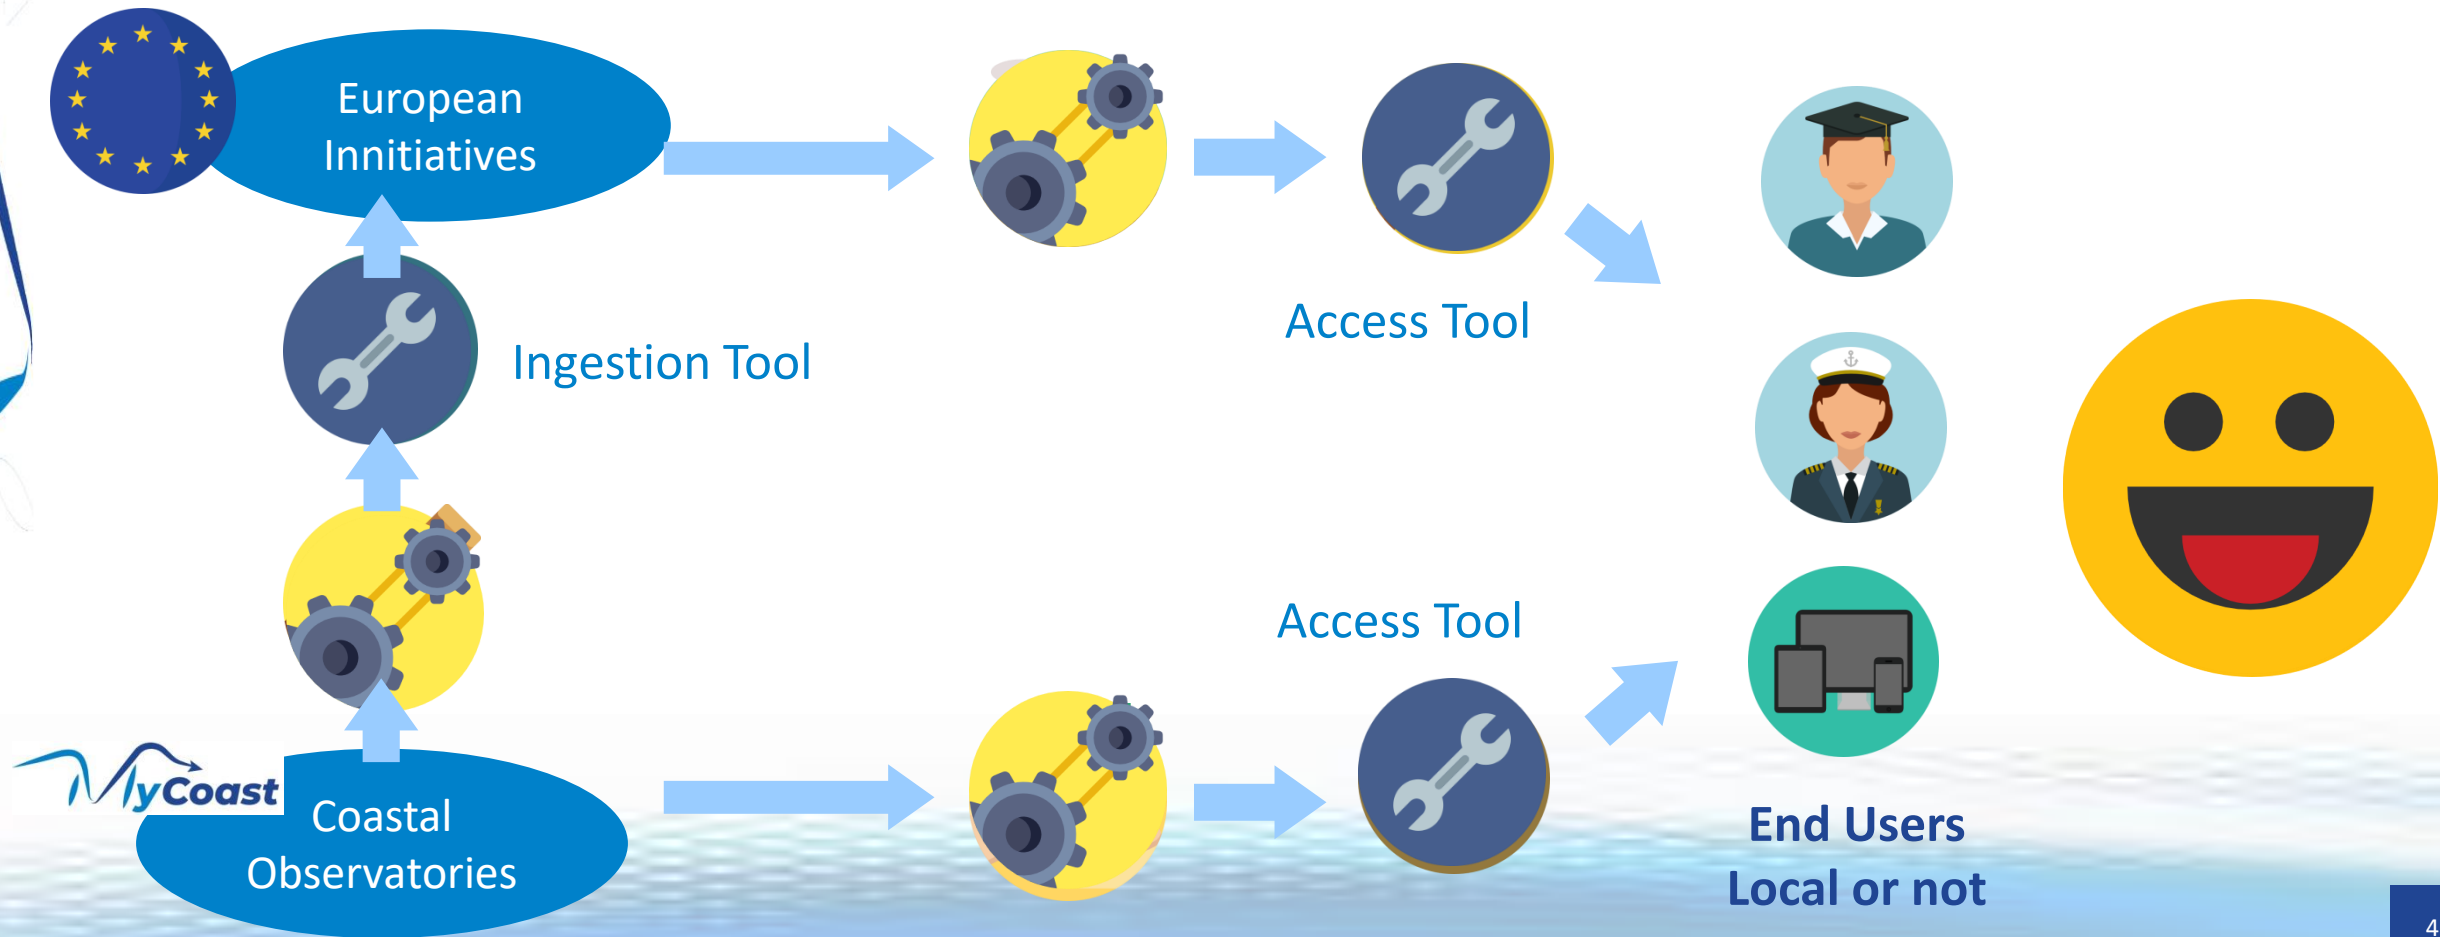 European
Innitiatives
Access Tool
Ingestion Tool
Access Tool
MyCoast
Coastal
Observatories
End Users
Local or not
4